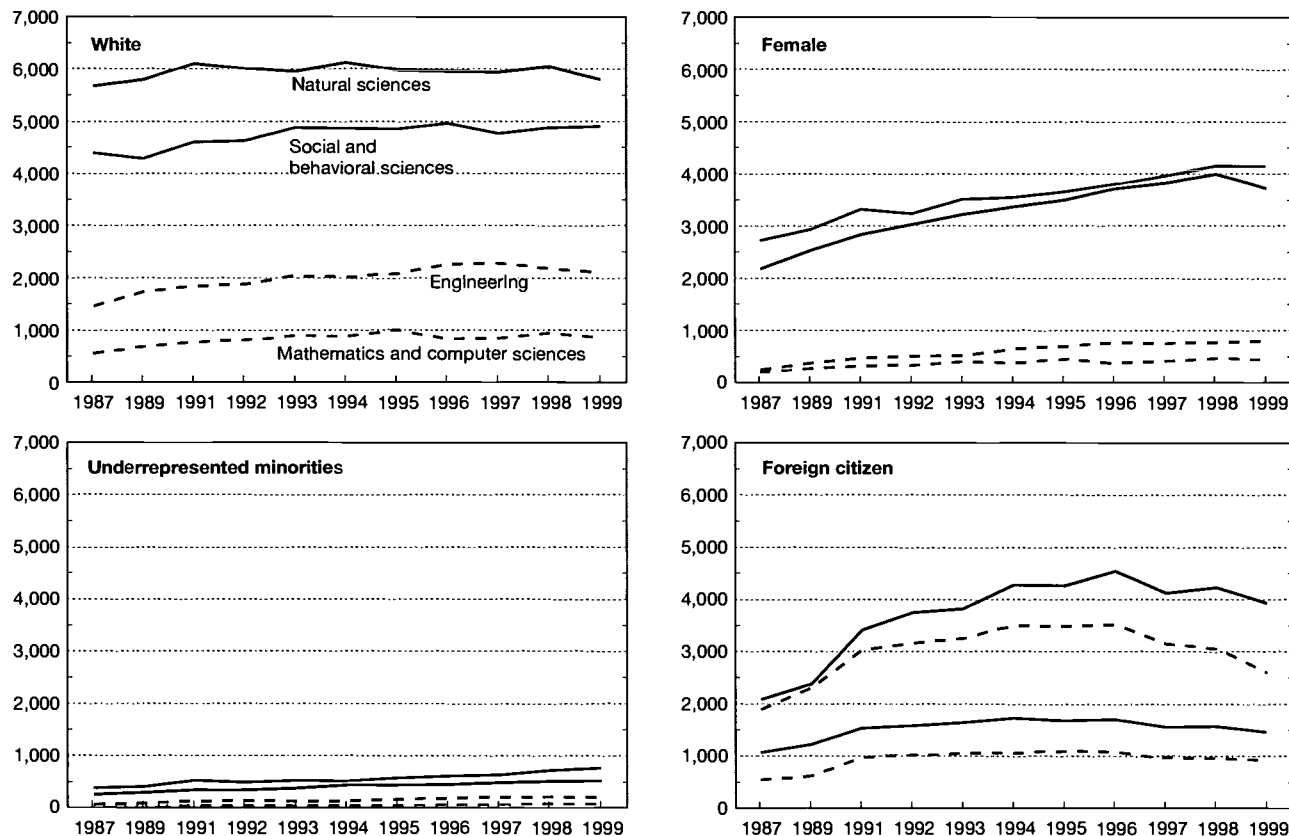 White
7,000
6,000
5,000
4,000
3,000
2,000
1,000
0
Natural sciences
Social and
behavioral sciences
Engineering
Mathematics and computer sciences
1987 1989 1991 1992 1993 1994 1995 1996 1997 1998 1999
Female
7,000
6,000
5,000
4,000
3,000
2,000
1,000
0
1987 1989 1991 1992 1993 1994 1995 1996 1997 1998 1999
Underrepresented minorities
7,000
6,000
5,000
4,000
3,000
2,000
1,000
0
1987 1989 1991 1992 1993 1994 1995 1996 1997 1998 1999
Foreign citizen
7,000
6,000
5,000
4,000
3,000
2,000
1,000
0
1987 1989 1991 1992 1993 1994 1995 1996 1997 1998 1999